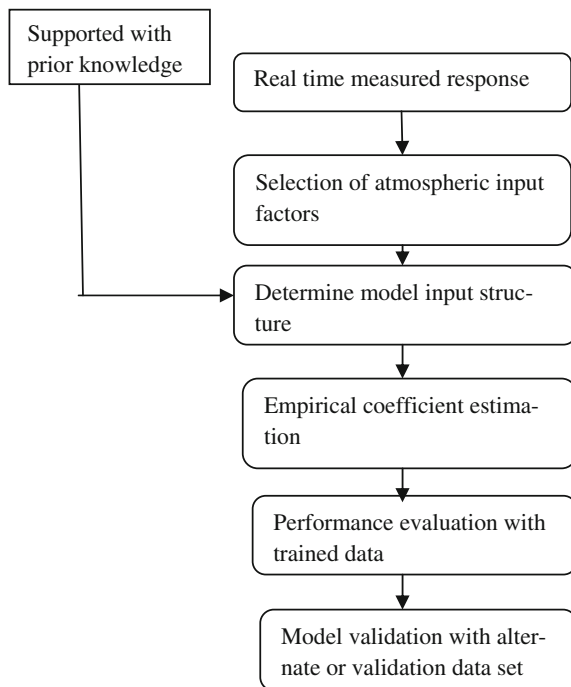 Supported with
prior knowledge
Real time measured response
Selection of atmospheric input
factors
Determine model input struc-
ture
Empirical coefficient estima-
tion
Performance evaluation with
trained data
Model validation with alter-
nate or validation data set